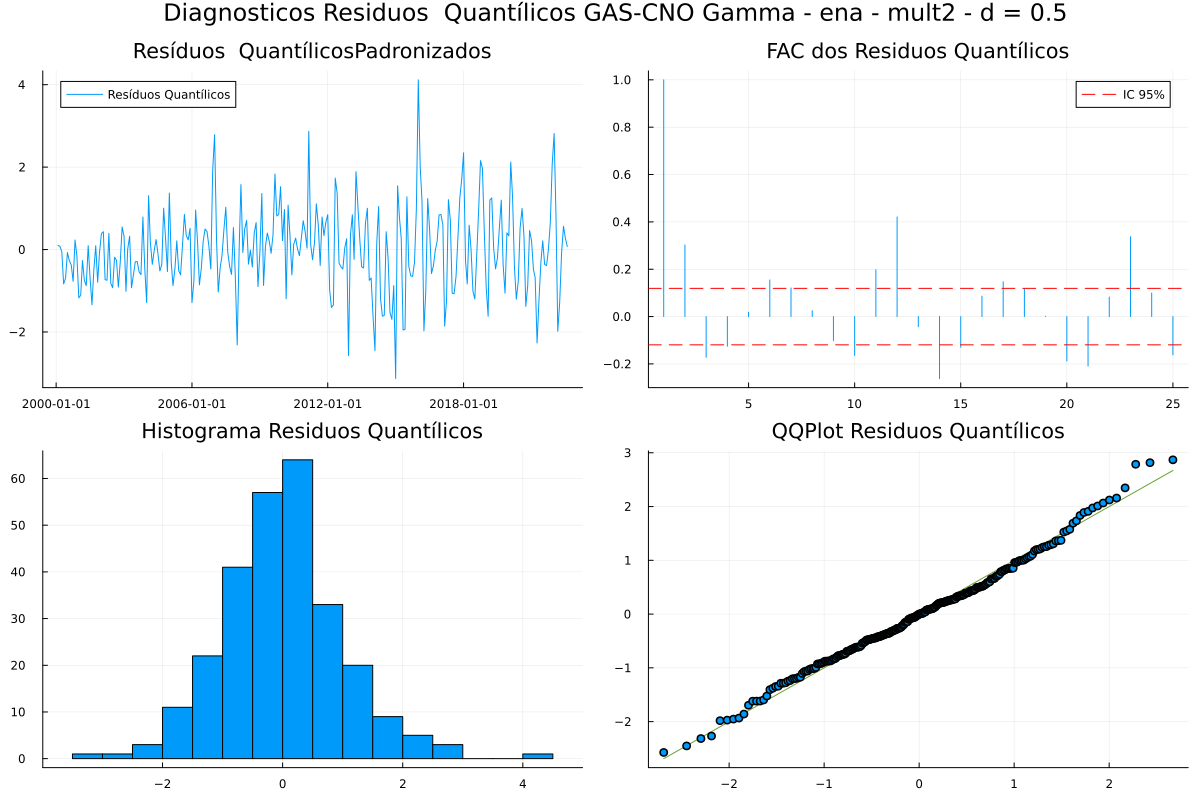 Diagnosticos Residuos  Quantílicos GAS-CNO Gamma - ena - mult2 - d = 0.5
Resíduos  QuantílicosPadronizados
Resíduos Quantílicos
4
2
0
−2
2000-01-01 2006-01-01 2012-01-01 2018-01-01
FAC dos Residuos Quantílicos
IC 95%
1.0
0.8
0.6
0.4
0.2
0.0
−0.2
5 10 15 20 25
Histograma Residuos Quantílicos
60
50
40
30
20
10
0
−2 0 2 4
QQPlot Residuos Quantílicos
3
2
1
0
−1
−2
−2 −1 0 1 2